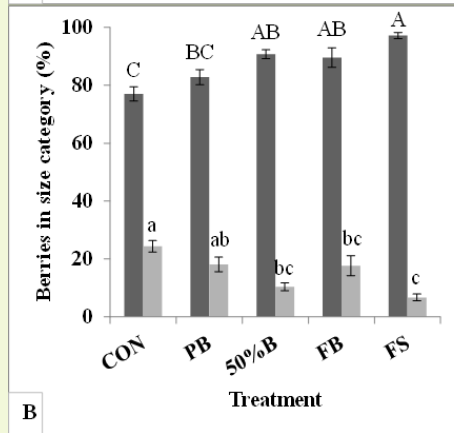 Berries in size category (%)
100
80
60
40
20
0
C
BC
AB
AB
A
a
ab
bc
bc
c
CON
PB
50%B
FB
FS
Treatment
B